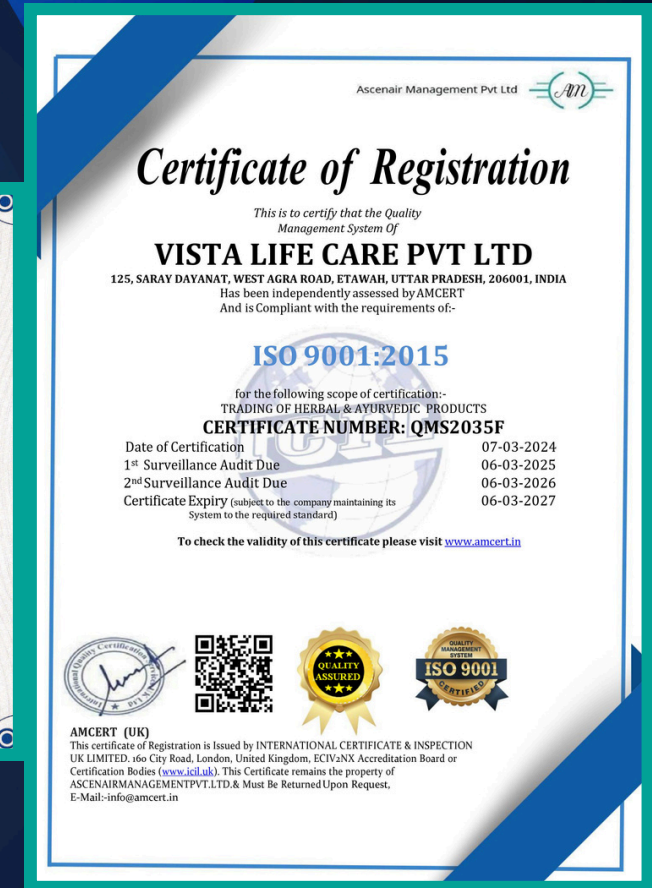 Ascenair Management Pvt Ltd
AM
Certificate of Registration
This is to certify that the Quality
Management System Of
VISTA LIFE CARE PVT LTD
125, SARAY DAYANAT, WEST AGRA ROAD, ETAWAH, UTTAR PRADESH, 206001, INDIA
Has been independently assessed by AMCERT
And is Compliant with the requirements of:-
ISO 9001:2015
for the following scope of certification:-
TRADING OF HERBAL & AYURVEDIC PRODUCTS
CERTIFICATE NUMBER: QMS2035F
Date of Certification 07-03-2024
1st Surveillance Audit Due 06-03-2025
2nd Surveillance Audit Due 06-03-2026
Certificate Expiry (subject to the company maintaining its 06-03-2027
System to the required standard)
ICIL
To check the validity of this certificate please visit www.amcert.in
International Quality Certification
Pvt Ltd
QUALITY
ASSURED
QUALITY
MANAGEMENT
SYSTEM
ISO 9001
CERTIFIED
AMCERT (UK)
This certificate of Registration is Issued by INTERNATIONAL CERTIFICATE & INSPECTION
UK LIMITED. 160 City Road, London, United Kingdom, ECIV2NX Accreditation Board or
Certification Bodies (www.icil.uk). This Certificate remains the property of
ASCENAIRMANAGEMENTPVT.LTD.& Must Be Returned Upon Request,
E-Mail:-info@amcert.in